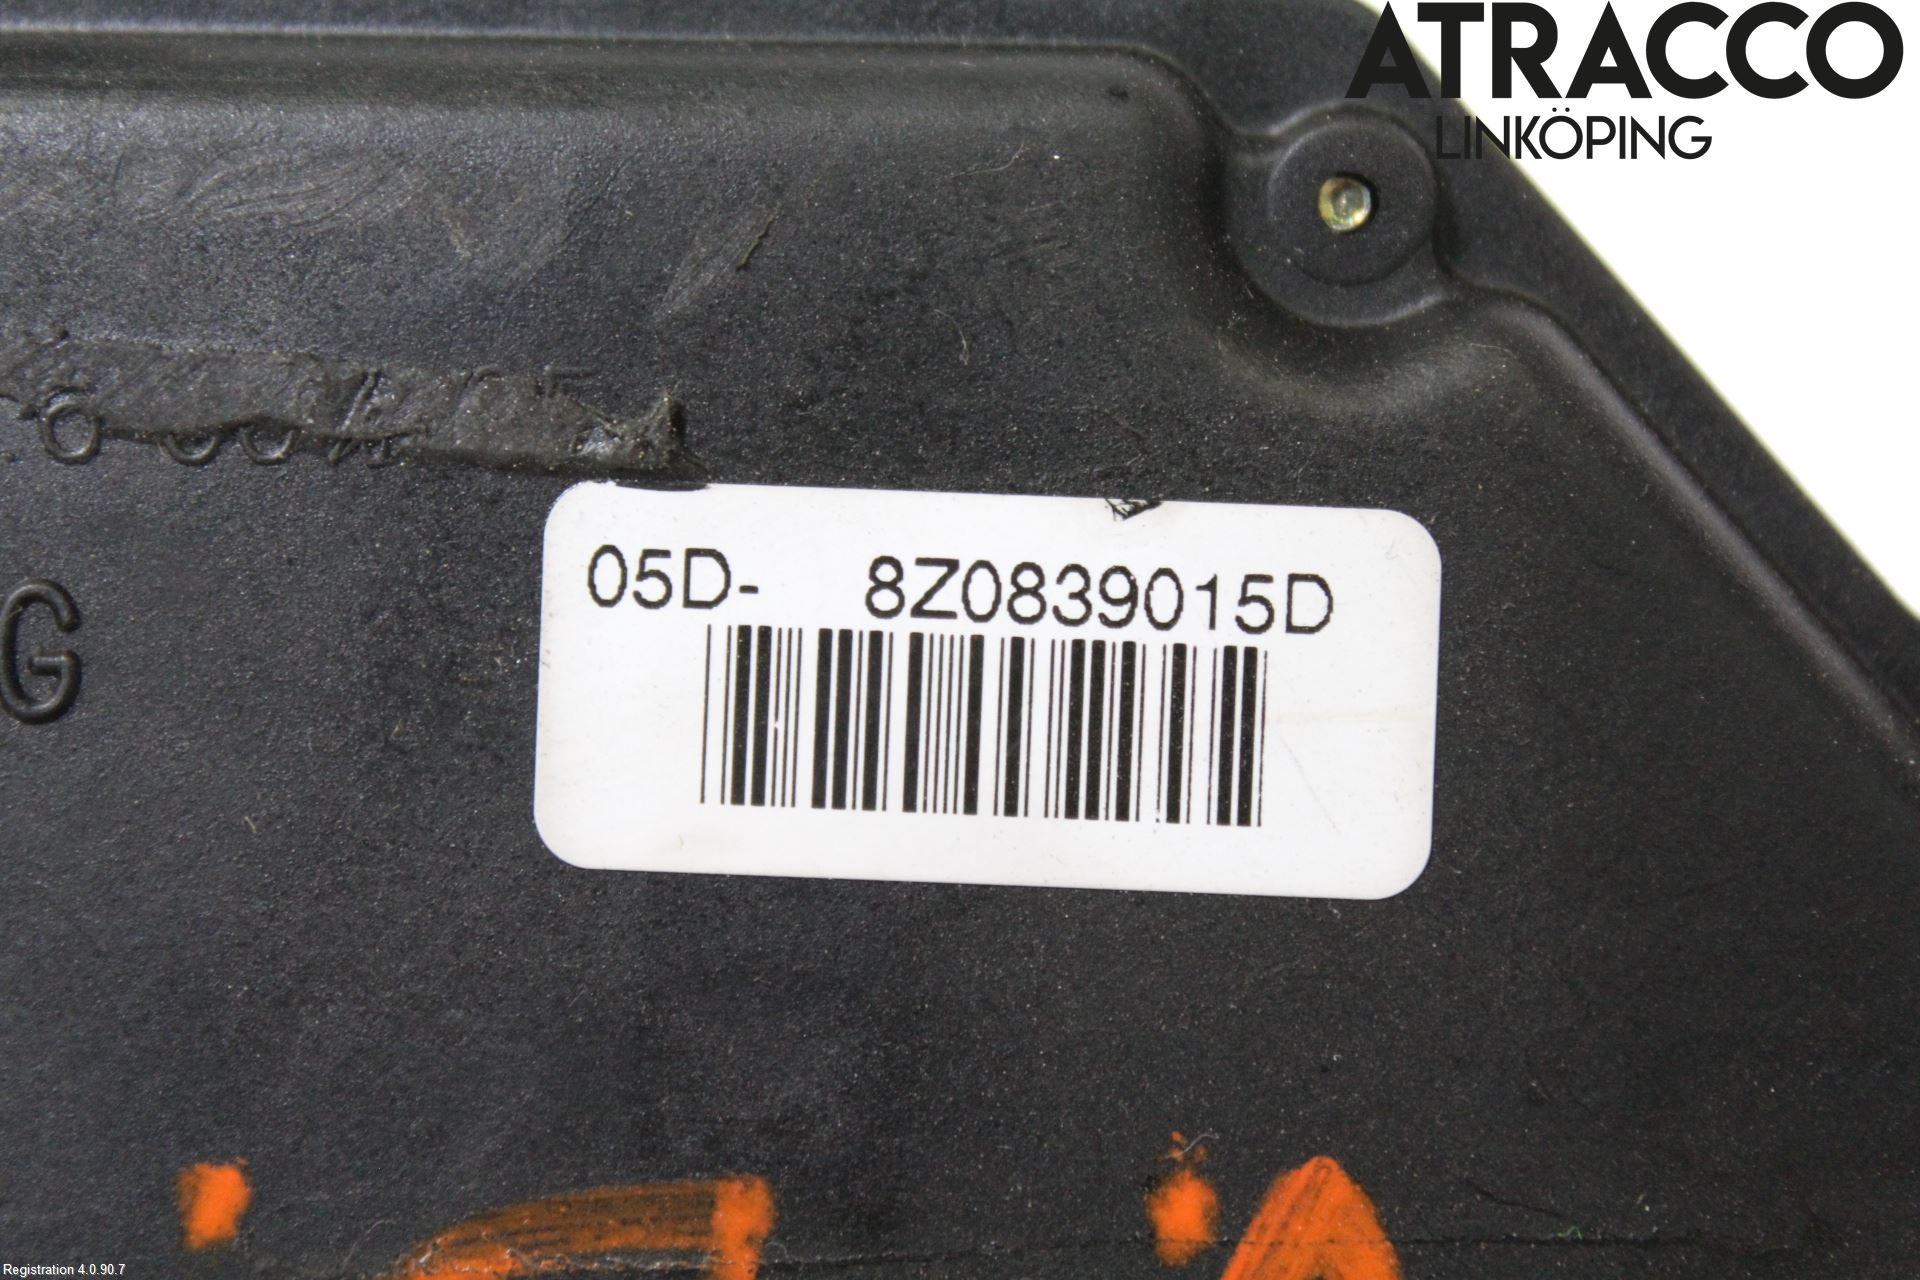 ATRACCO
LINKÖPING
05D- 8Z0839015D
G
Registration 4.0.90.7